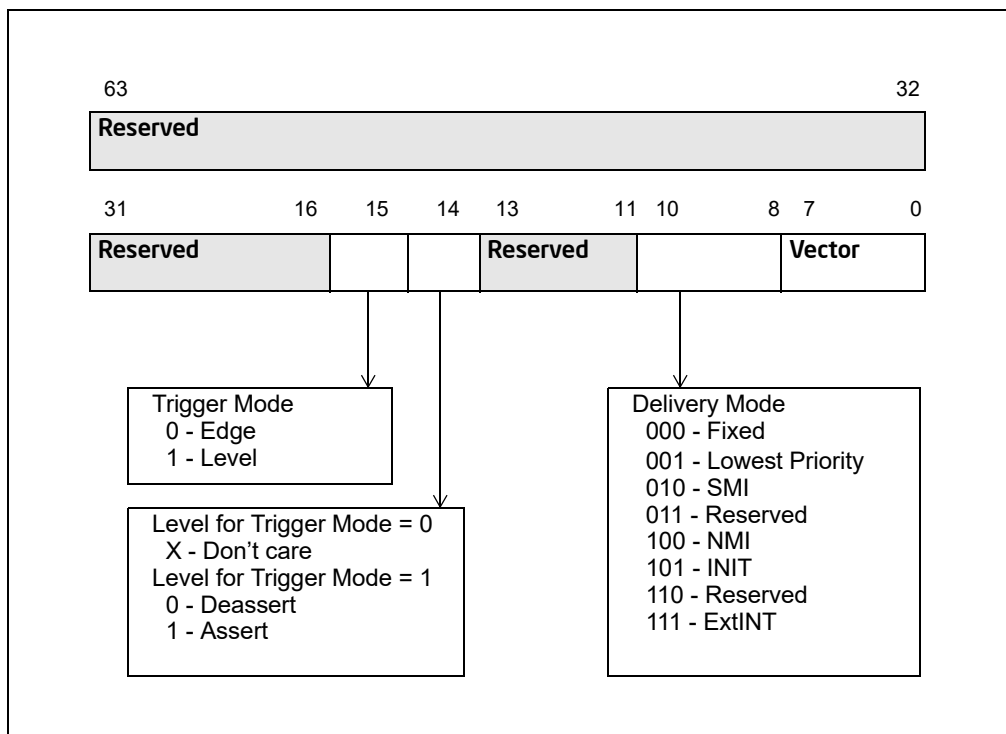 63 32
Reserved
31 16 15 14 13 11 10 8 7 0
Reserved Reserved Vector
Trigger Mode
0 - Edge
1 - Level
Level for Trigger Mode = 0
X - Don’t care
Level for Trigger Mode = 1
0 - Deassert
1 - Assert
Delivery Mode
000 - Fixed
001 - Lowest Priority
010 - SMI
011 - Reserved
100 - NMI
101 - INIT
110 - Reserved
111 - ExtINT